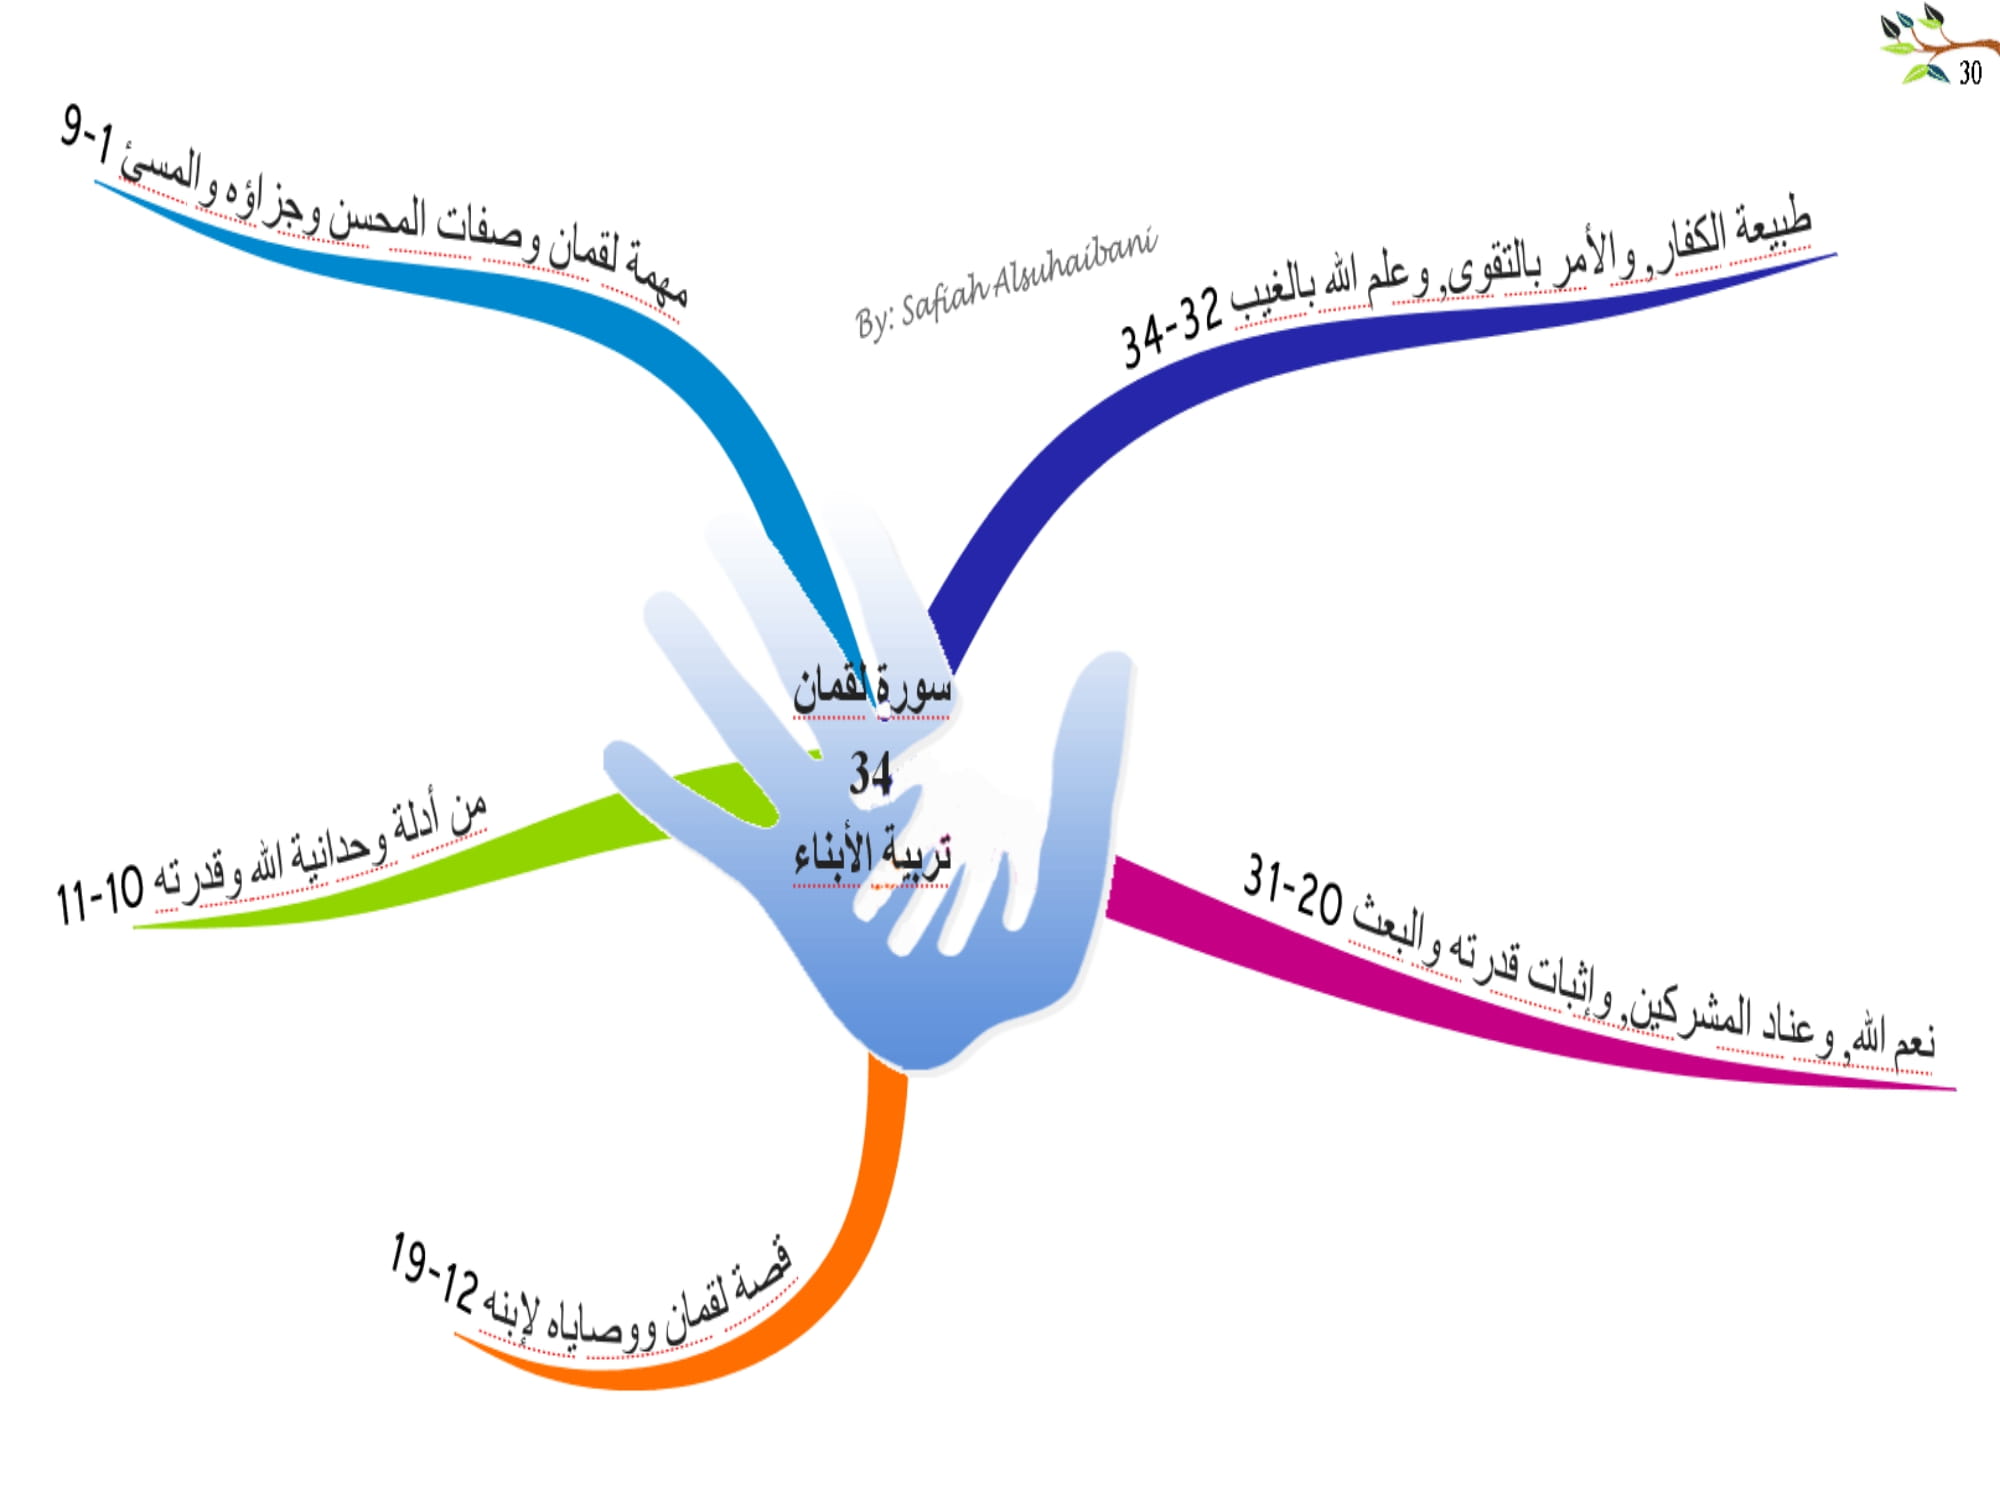 30
مهمة لقمان وصفات المحسن وجزاؤه والمسئ 1-9
By: Safiah Alsuhaibani
طبيعة الكفار, والأمر بالتقوى, وعلم الله بالغيب 32-34
سورة لقمان
34
تربية الأبناء
من أدلة وحدانية الله وقدرته 10-11
نعم الله, وعناد المشركين, وإثبات قدرته والبعث 20-31
قصة لقمان ووصاياه لإبنه 12-19